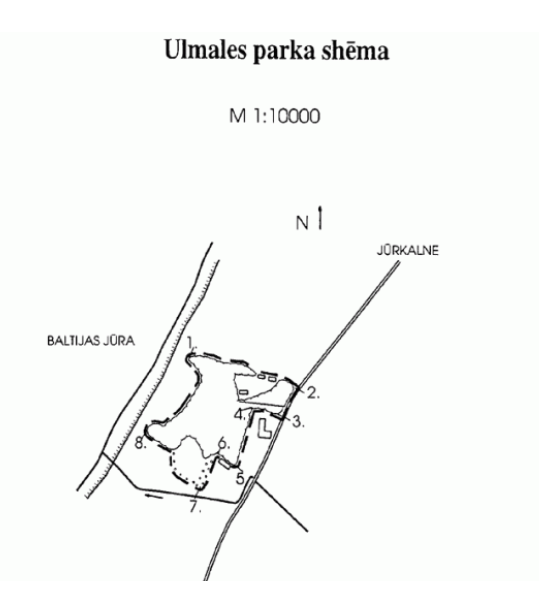 Ulmales parka shēma
M 1:10000
N
JŪRKALNE
BALTIJAS JŪRA
1.
2.
3.
4.
5.
6.
7.
8.